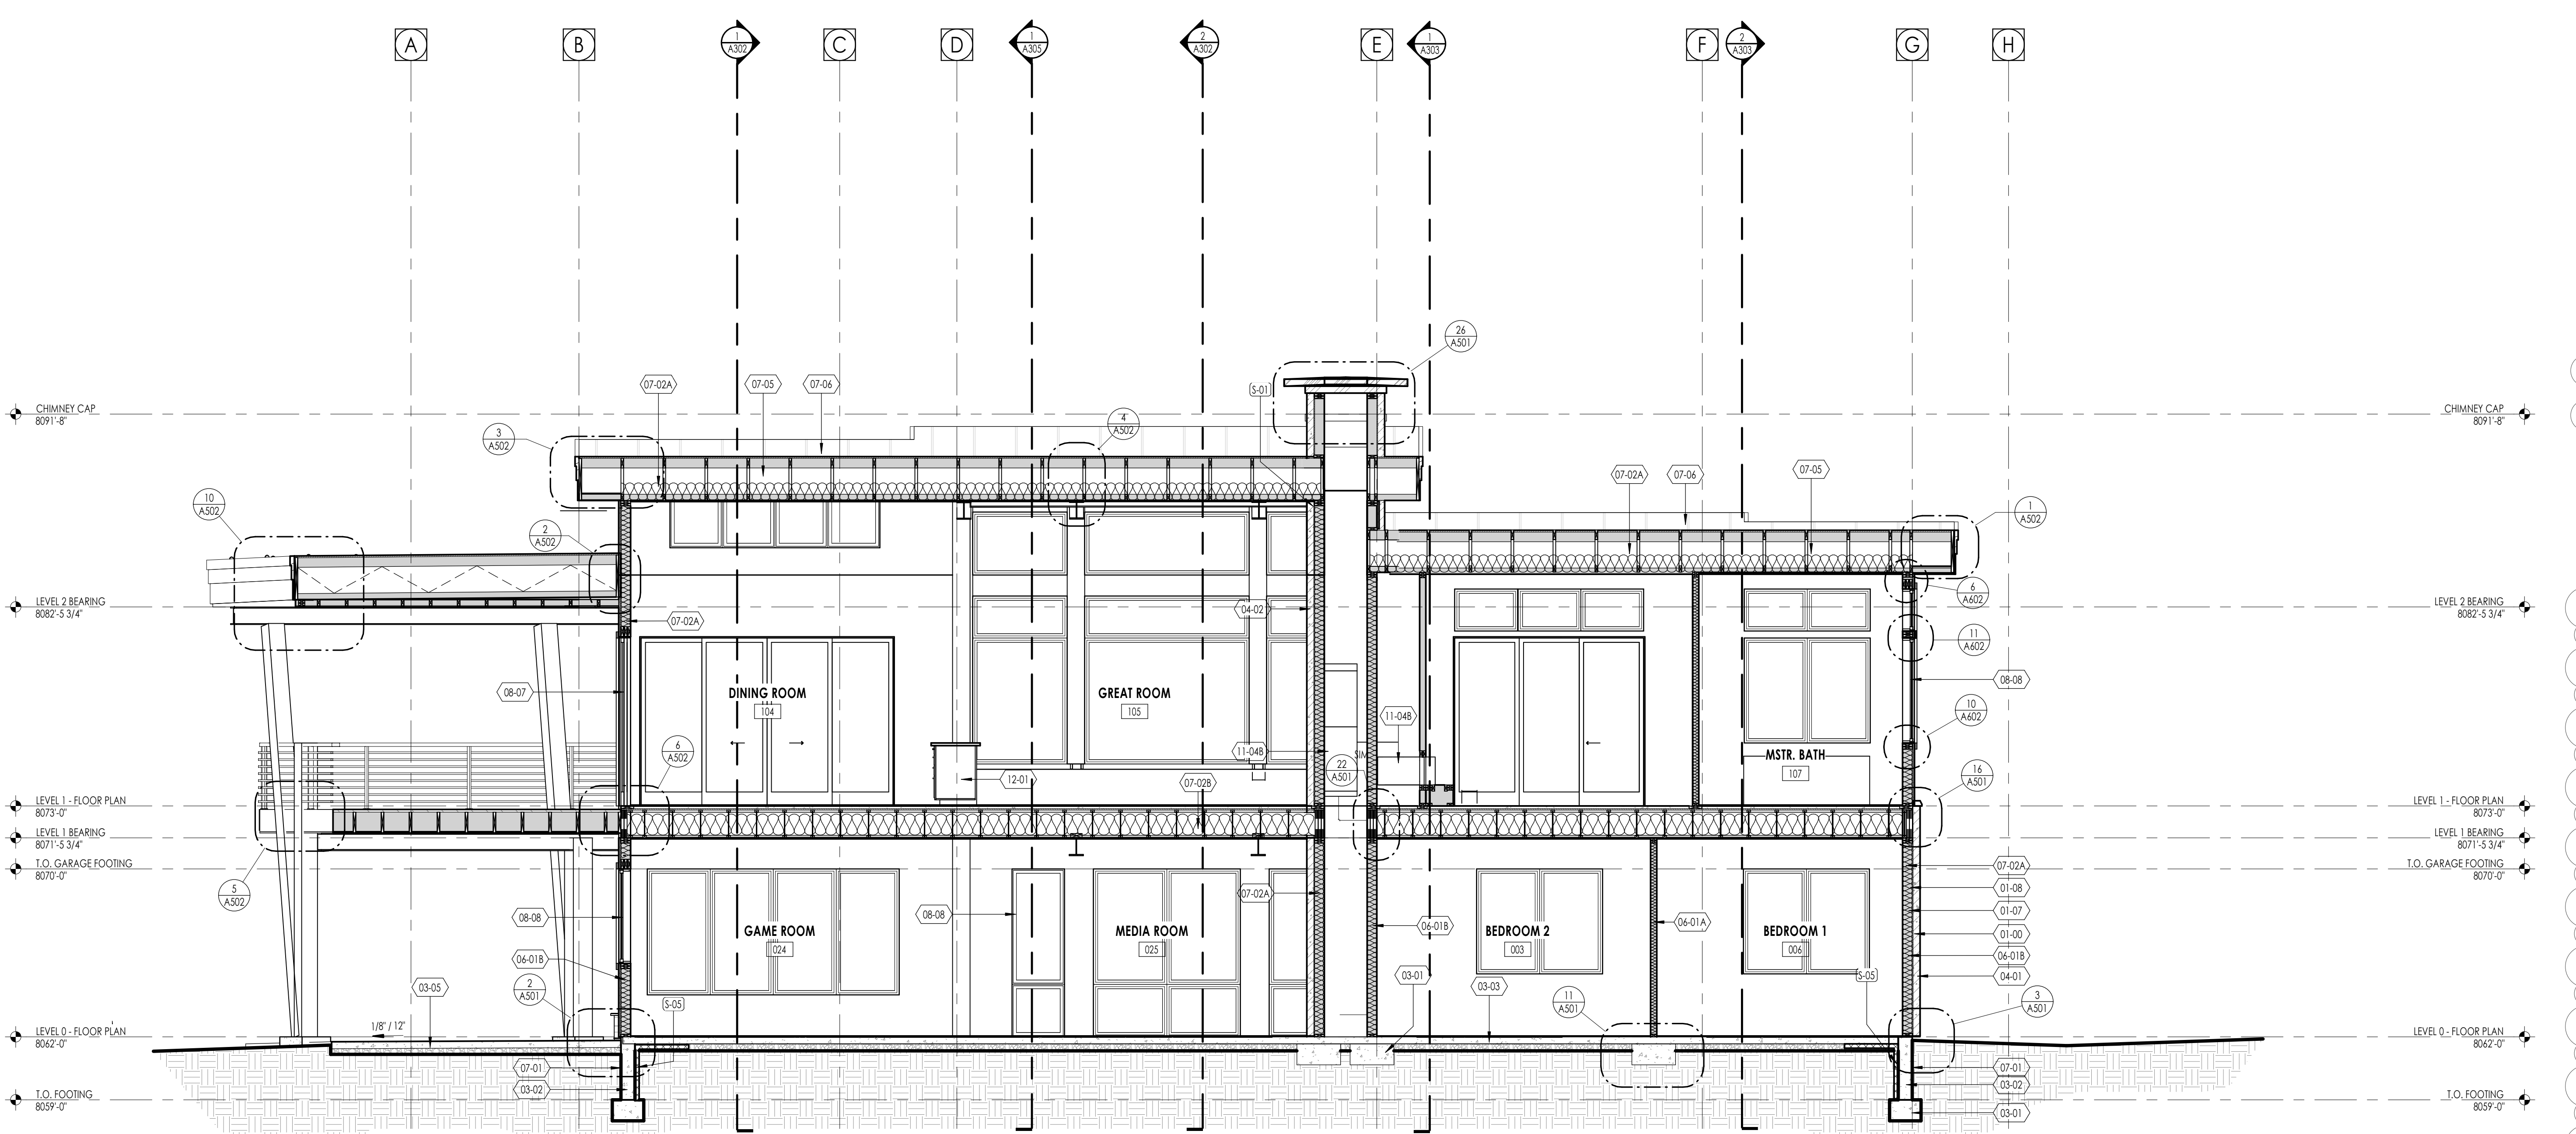 A
B
1
A302
C
D
1
A305
2
A302
E
1
A303
F
2
A303
G
H
26
A501
07-02A
07-05
07-06
S-01
CHIMNEY CAP
8091'-8"
CHIMNEY CAP
8091'-8"
3
A502
4
A502
07-02A
07-06
07-05
10
A502
2
A502
1
A502
6
A602
LEVEL 2 BEARING
8082'-5 3/4"
04-02
LEVEL 2 BEARING
8082'-5 3/4"
07-02A
11
A602
08-07
DINING ROOM
104
GREAT ROOM
105
08-08
11-04B
10
A602
6
A502
11-04B
SIM
MSTR. BATH
107
22
A501
12-01
07-02B
16
A501
LEVEL 1 - FLOOR PLAN
8073'-0"
LEVEL 1 - FLOOR PLAN
8073'-0"
LEVEL 1 BEARING
8071'-5 3/4"
LEVEL 1 BEARING
8071'-5 3/4"
T.O. GARAGE FOOTING
8070'-0"
T.O. GARAGE FOOTING
8070'-0"
07-02A
5
A502
07-02A
01-08
08-08
08-08
01-07
GAME ROOM
024
MEDIA ROOM
025
06-01B
BEDROOM 2
003
06-01A
BEDROOM 1
006
01-00
06-01B
06-01B
04-01
03-05
2
A501
S-05
03-01
03-03
11
A501
S-05
3
A501
1/8" / 12"
LEVEL 0 - FLOOR PLAN
8062'-0"
LEVEL 0 - FLOOR PLAN
8062'-0"
07-01
07-01
03-02
03-02
T.O. FOOTING
8059'-0"
T.O. FOOTING
8059'-0"
03-01